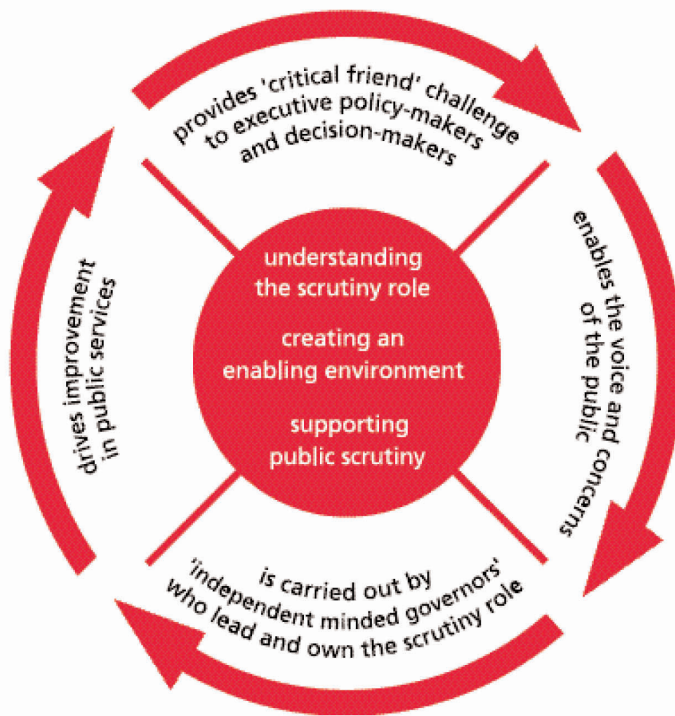 provides 'critical friend' challenge
to executive policy-makers
and decision-makers
enables the voice and concerns
of the public
is carried out by
'independent minded governors'
who lead and own the scrutiny role
drives improvement
in public services
understanding
the scrutiny role
creating an
enabling environment
supporting
public scrutiny